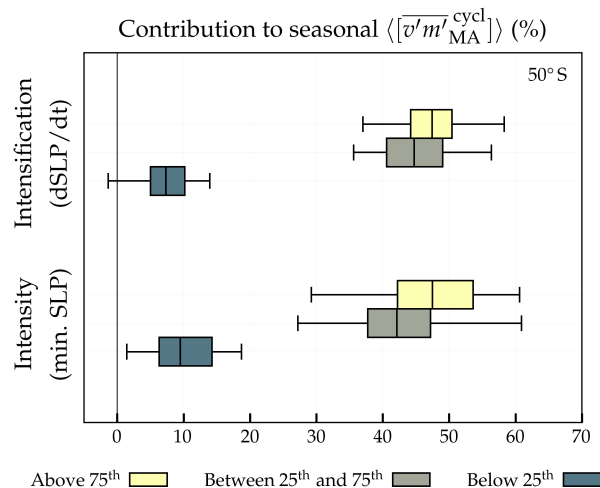 Contribution to seasonal ⟨[v′m′ cycl MA]⟩ (%)
50° S
Intensification
(dSLP/dt)
Intensity
(min. SLP)
0 10 20 30 40 50 60 70
Above 75th Between 25th and 75th Below 25th